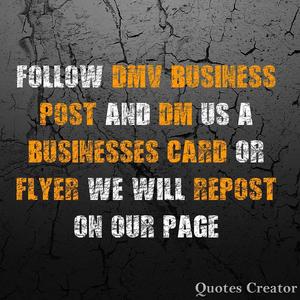 FOLLOW DMV BUSINESS
POST AND DM US A
BUSINESSES CARD OR
FLYER WE WILL REPOST
ON OUR PAGE
Quotes Creator